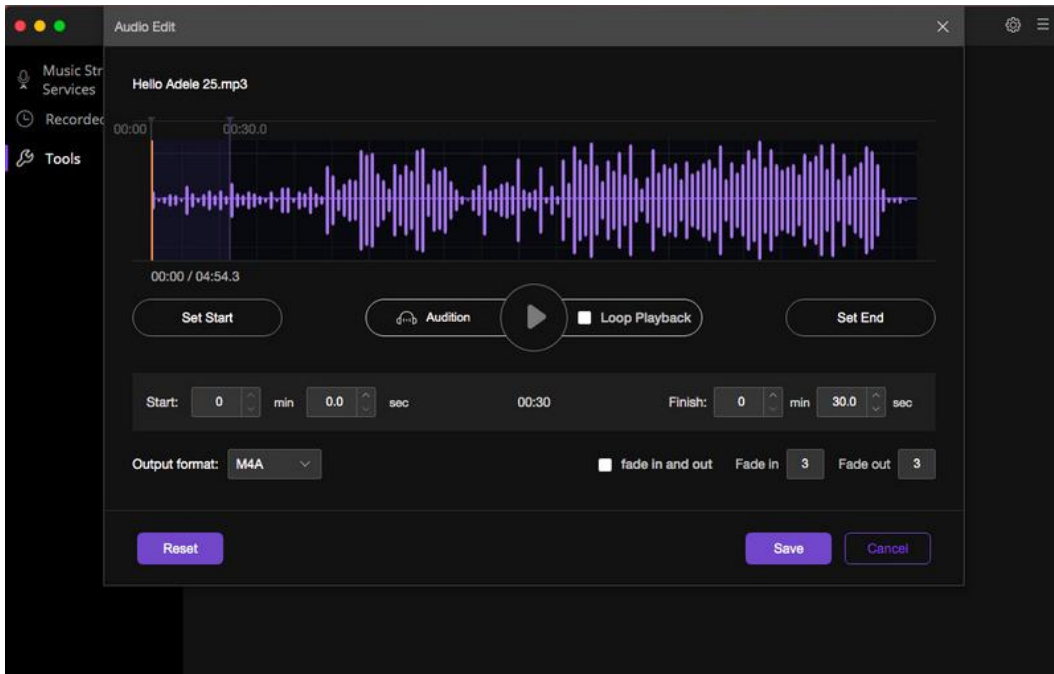 Audio Edit
Music Str
Services
Recorded
Tools
Hello Adele 25.mp3
00:00
00:30.0
00:00 / 04:54.3
Set Start
Audition
Loop Playback
Set End
Start: 0 min 0.0 sec 00:30 Finish: 0 min 30.0 sec
Output format: M4A fade in and out Fade in 3 Fade out 3
Reset Save Cancel